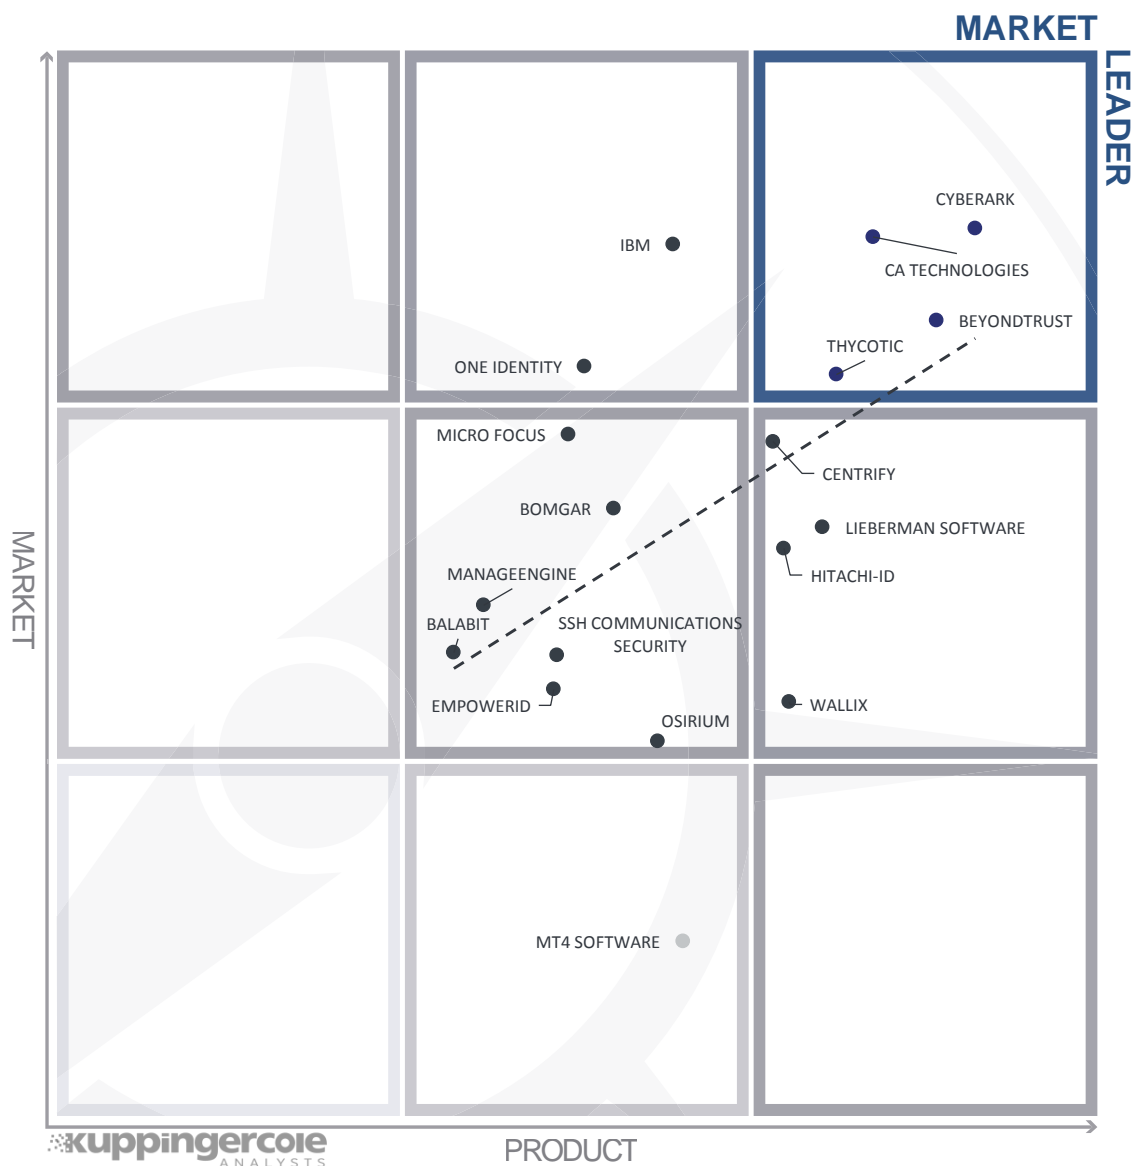 MARKET
LEADER
CYBERARK
IBM
CA TECHNOLOGIES
BEYONDTRUST
THYCOTIC
ONE IDENTITY
MICRO FOCUS
CENTRIFY
BOMGAR
LIEBERMAN SOFTWARE
MARKET
MANAGEENGINE
HITACHI-ID
BALABIT
SSH COMMUNICATIONS
SECURITY
EMPOWERID
WALLIX
OSIRIUM
MT4 SOFTWARE
kuppingercole
ANALYSTS
PRODUCT